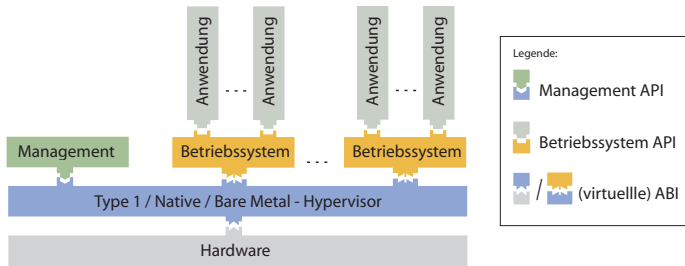 Anwendung
...
Anwendung
Anwendung
...
Anwendung
Management
Betriebssystem
...
Betriebssystem
Type 1 / Native / Bare Metal - Hypervisor
Hardware
Legende:
Management API
Betriebssystem API
/ (virtuellle) ABI